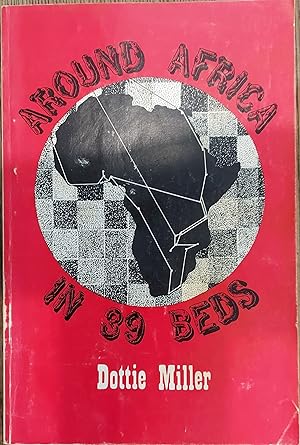 AROUND AFRICA
IN 39 BEDS
Dottie Miller